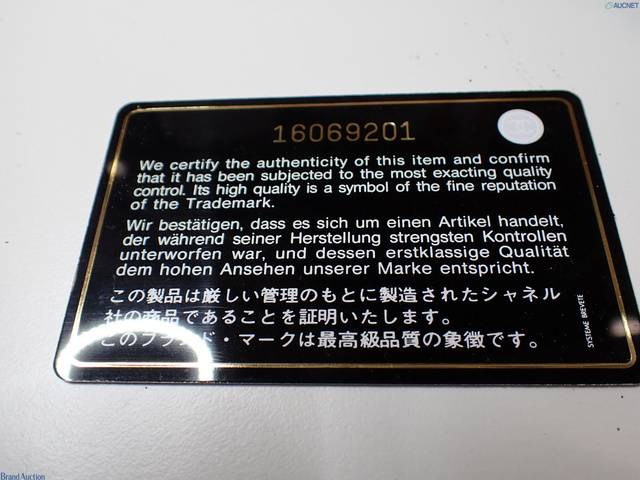 AUCNET
16069201
We certify the authenticity of this item and confirm
that it has been subjected to the most exacting quality
control. Its high quality is a symbol of the fine reputation
of the Trademark.
Wir bestätigen, dass es sich um einen Artikel handelt,
der während seiner Herstellung strengsten Kontrollen
unterworfen war, und dessen erstklassige Qualität
dem hohen Ansehen unserer Marke entspricht.
この製品は厳しい管理のもとに製造されたシャネル
社の商品であることを証明いたします。
このブランド・マークは最高級品質の象徴です。
SYSTEME BREVETE
Brand Auction